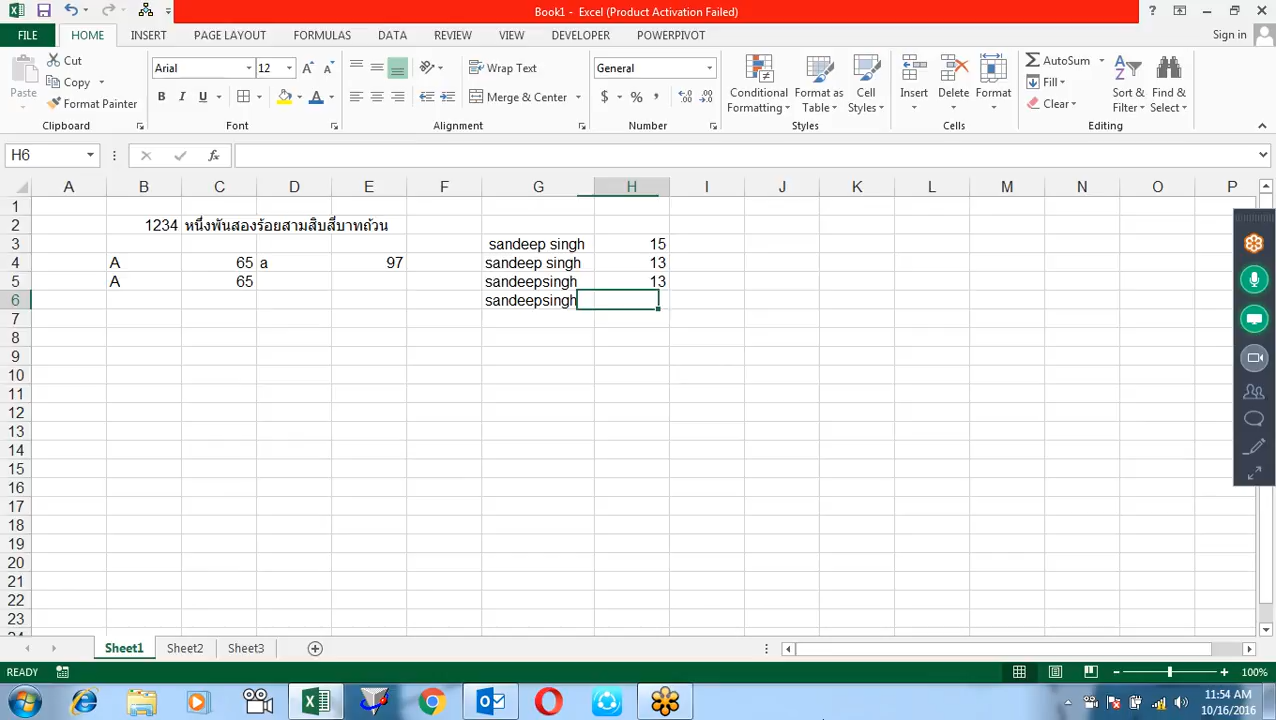 Book1 - Excel (Product Activation Failed)
FILE HOME INSERT PAGE LAYOUT FORMULAS DATA REVIEW VIEW DEVELOPER POWERPIVOT Sign in
Cut
Copy
Format Painter
Paste
Clipboard
Arial 12
B I U
Font
Wrap Text
Merge & Center
Alignment
General
$ % ,
Number
Conditional Formatting
Format as Table
Cell Styles
Styles
Insert Delete Format
Cells
AutoSum
Fill
Clear
Sort & Filter
Find & Select
Editing
H6 fx
A B C D E F G H I J K L M N O P
1
2 1234 หนึ่งพันสองร้อยสามสิบสี่บาทถ้วน
3 sandeep singh 15
4 A 65 a 97 sandeep singh 13
5 A 65 sandeepsingh 13
6 sandeepsingh
7
8
9
10
11
12
13
14
15
16
17
18
19
20
21
22
23
24
Sheet1 Sheet2 Sheet3
READY 100%
11:54 AM
10/16/2016